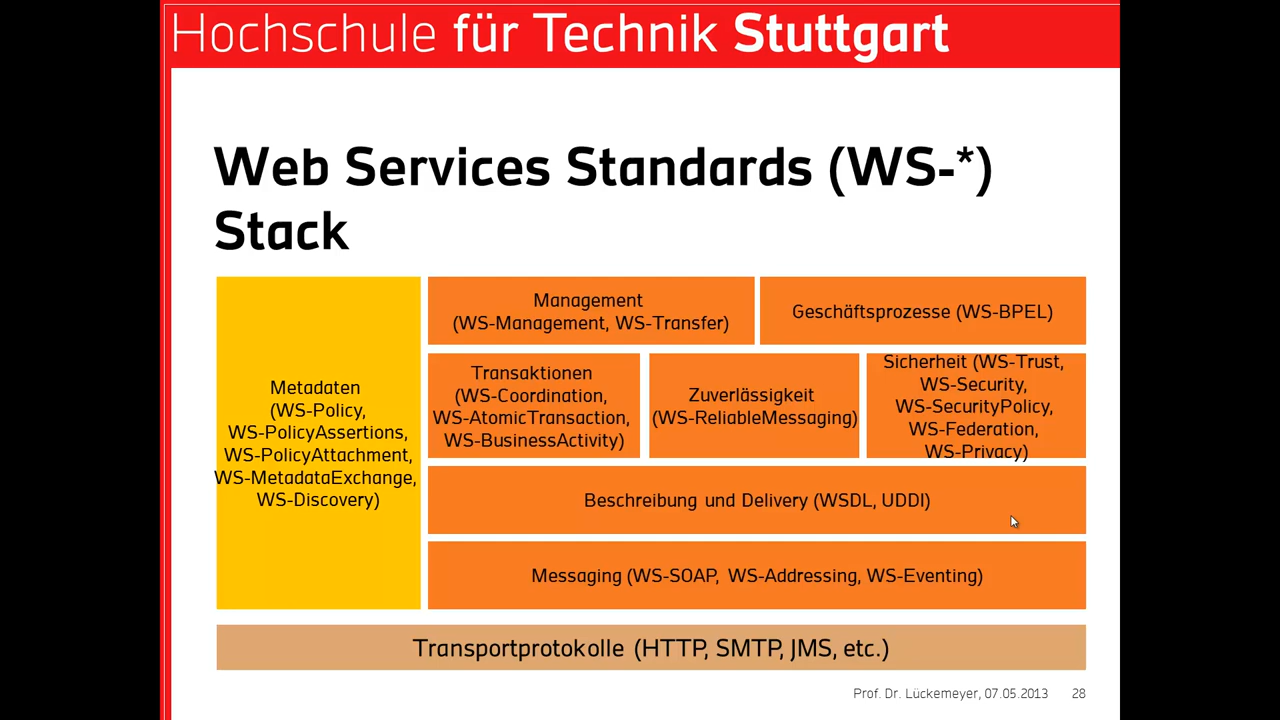 Hochschule für Technik Stuttgart
Web Services Standards (WS-*)
Stack
Metadaten
(WS-Policy,
WS-PolicyAssertions,
WS-PolicyAttachment,
WS-MetadataExchange,
WS-Discovery)
Management
(WS-Management, WS-Transfer)
Geschäftsprozesse (WS-BPEL)
Transaktionen
(WS-Coordination,
WS-AtomicTransaction,
WS-BusinessActivity)
Zuverlässigkeit
(WS-ReliableMessaging)
Sicherheit (WS-Trust,
WS-Security,
WS-SecurityPolicy,
WS-Federation,
WS-Privacy)
Beschreibung und Delivery (WSDL, UDDI)
Messaging (WS-SOAP, WS-Addressing, WS-Eventing)
Transportprotokolle (HTTP, SMTP, JMS, etc.)
Prof. Dr. Lückemeyer, 07.05.2013 28